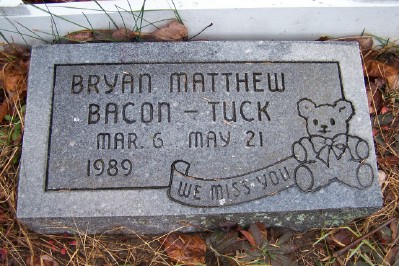 BRYAN MATTHEW
BACON – TUCK
MAR. 6 MAY 21
1989
WE MISS YOU